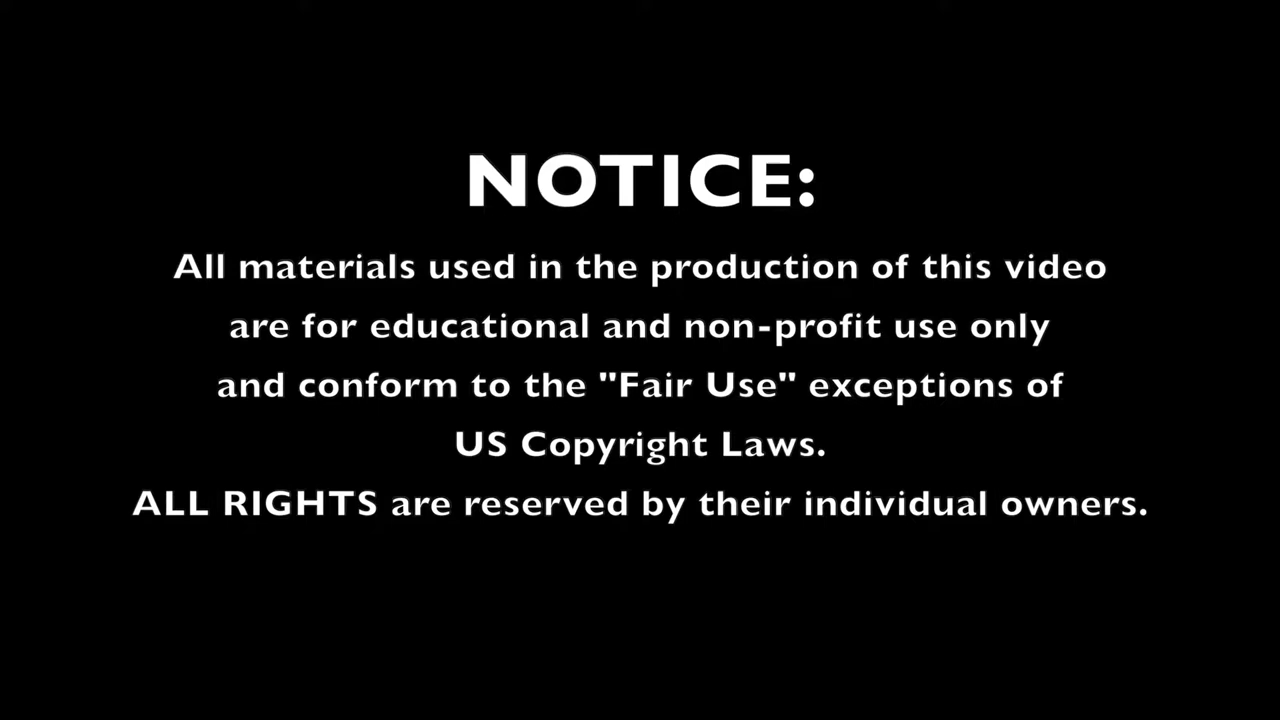 NOTICE:
All materials used in the production of this video
are for educational and non-profit use only
and conform to the "Fair Use" exceptions of
US Copyright Laws.
ALL RIGHTS are reserved by their individual owners.